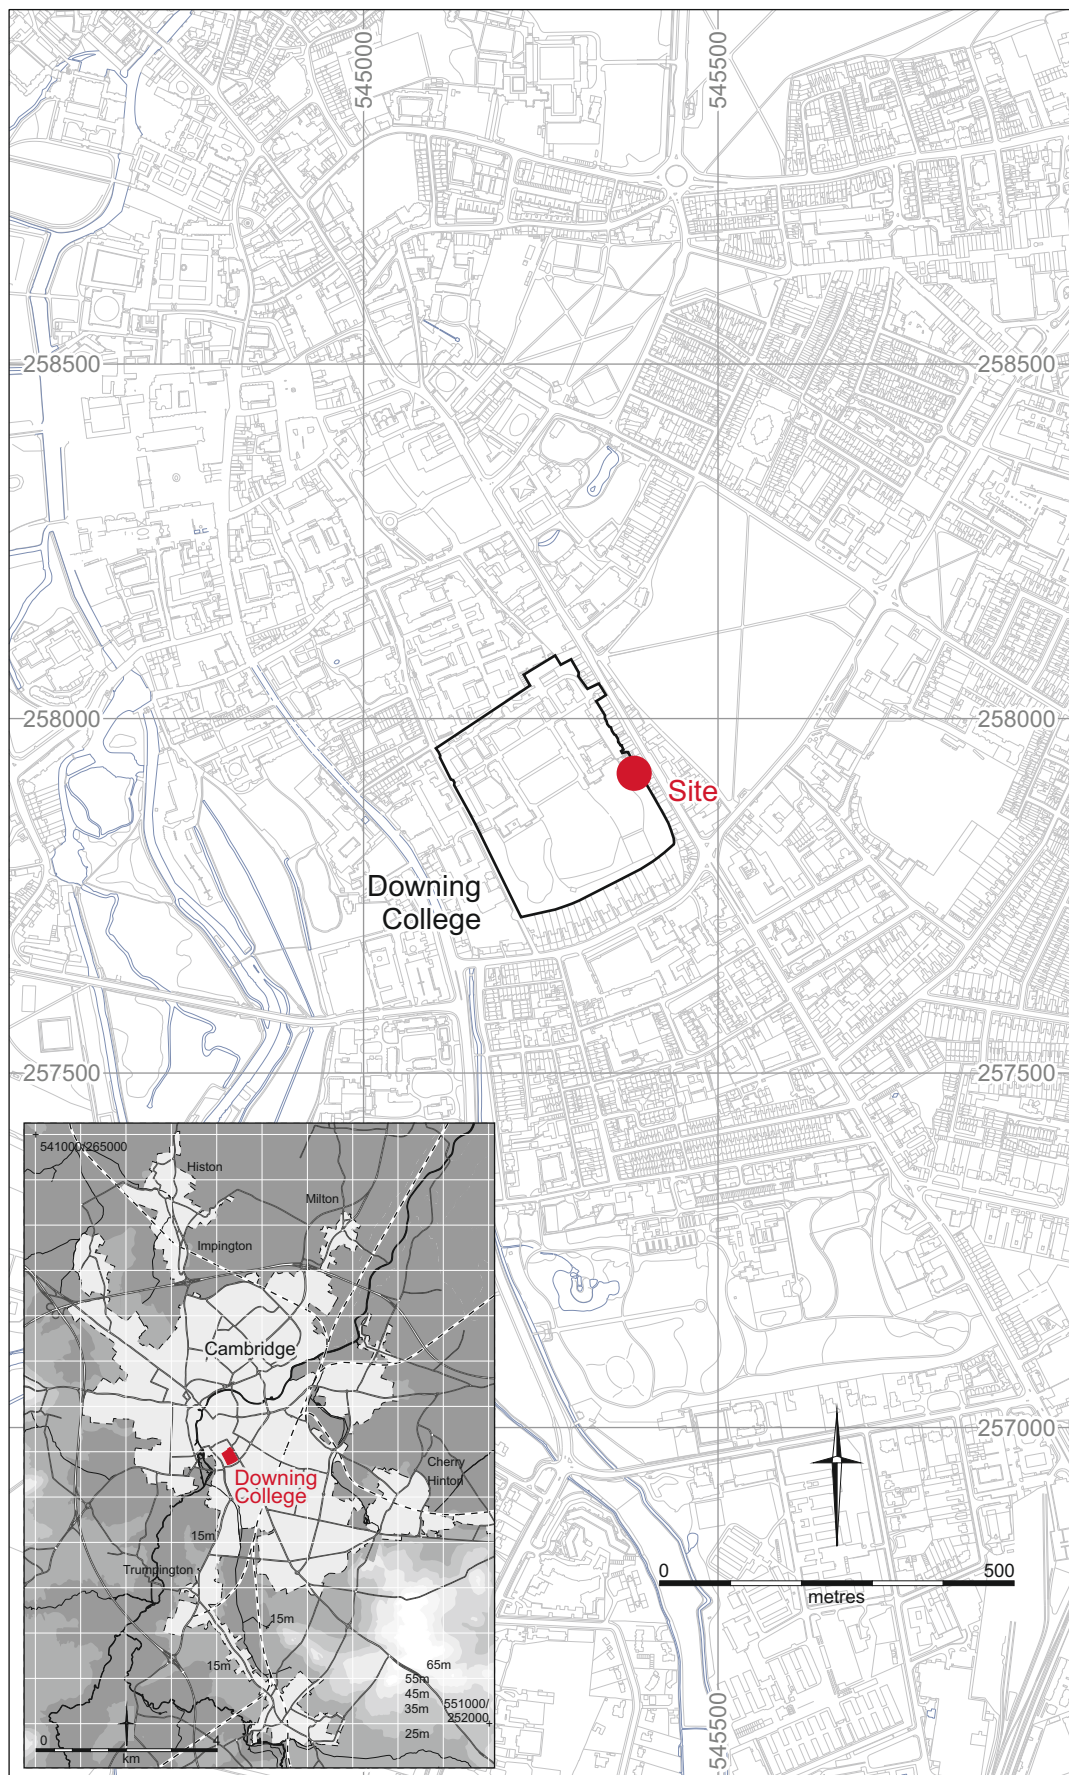 545000
545500
258500
258500
258000
258000
Site
Downing
College
257500
257500
541000/265000
Histon
Milton
Impington
Cambridge
257000
Cherry
Hinton
Downing
College
15m
Trumpington
0
500
metres
15m
15m
65m
55m
45m
35m
551000/
252000
25m
0
4
km
545500